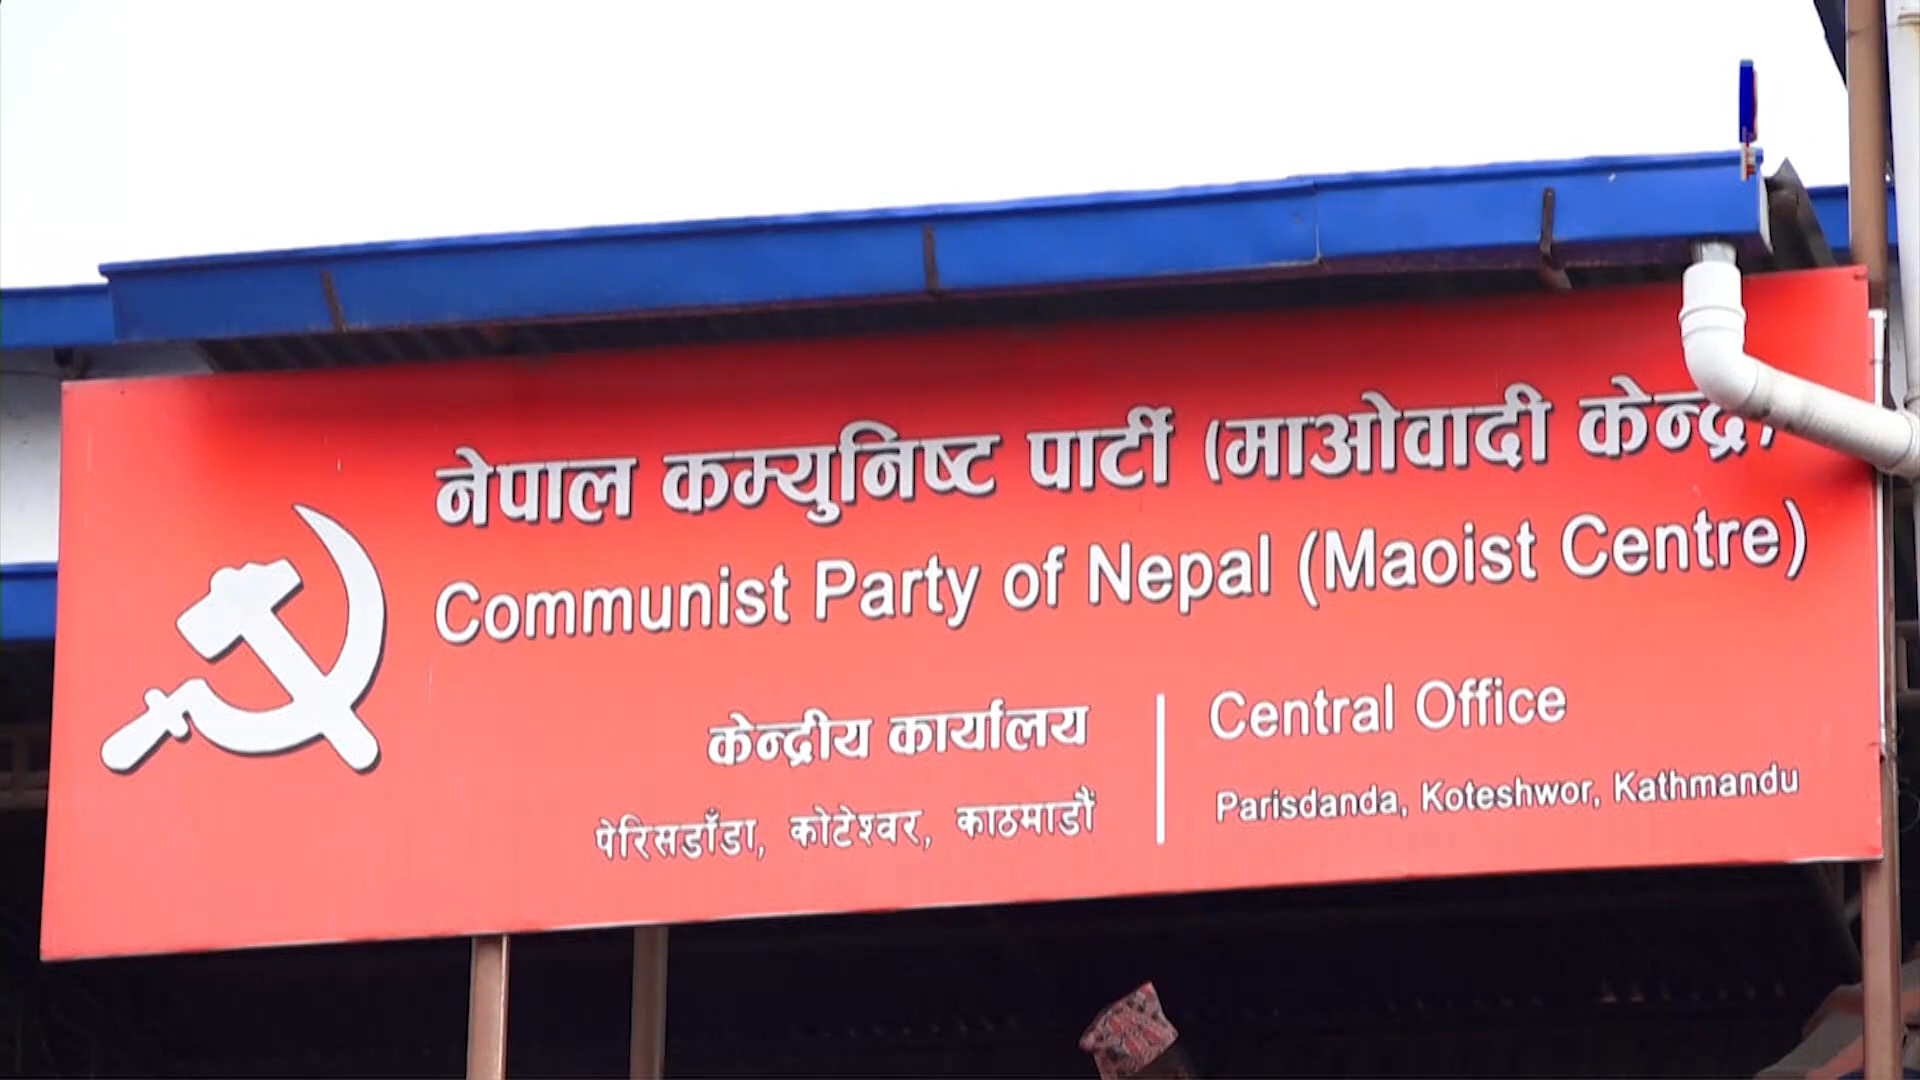 नेपाल कम्युनिष्ट पार्टी (माओवादी केन्द्र)
Communist Party of Nepal (Maoist Centre)
केन्द्रीय कार्यालय
पेरिसडाँडा, कोटेश्वर, काठमाडौं
Central Office
Parisdanda, Koteshwor, Kathmandu